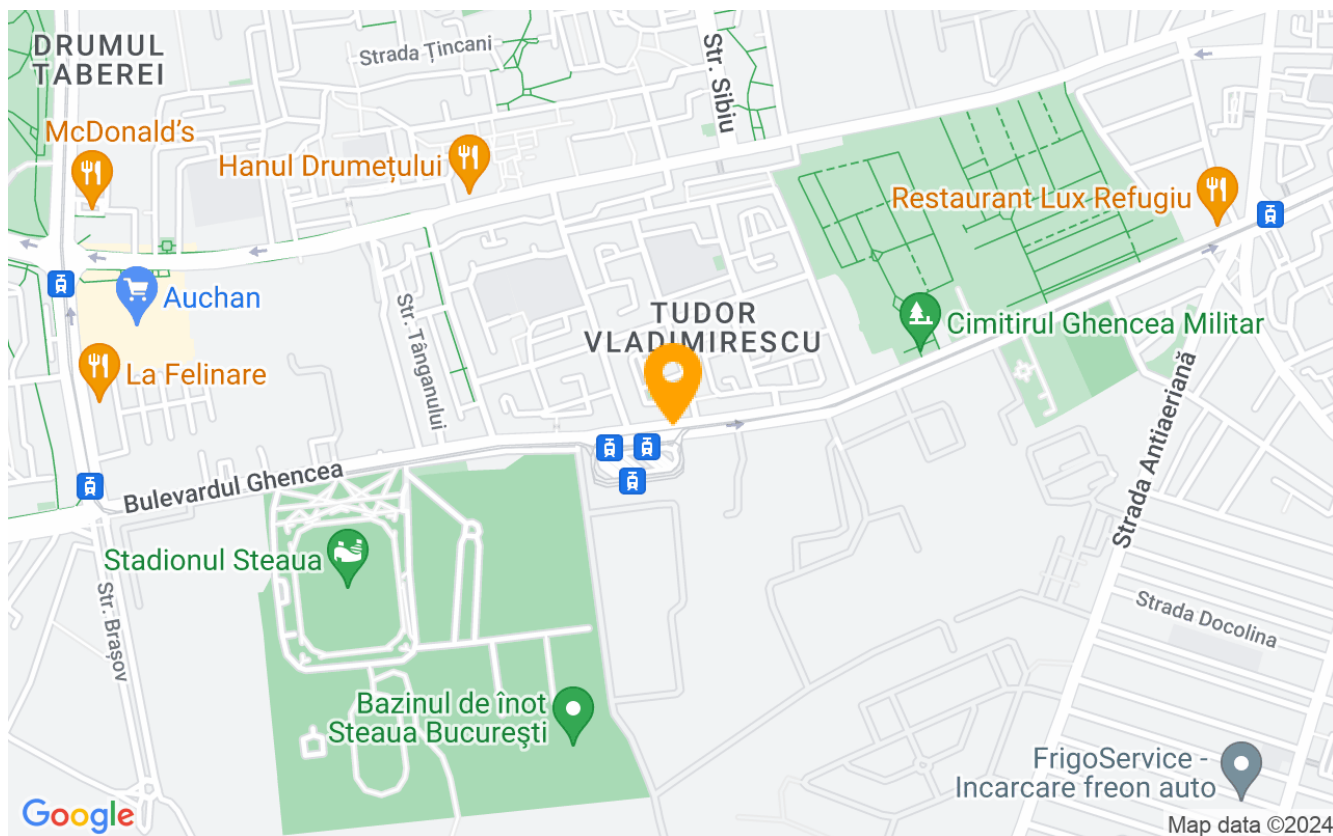 DRUMUL
TABEREI
Strada Țincani
Str. Sibiu
McDonald's
Hanul Drumețului
Restaurant Lux Refugiu
Auchan
Str. Tânganului
TUDOR
VLADIMIRESCU
Cimitirul Ghencea Militar
La Felinare
Strada Antiaeriană
Bulevardul Ghencea
Stadionul Steaua
Str. Brașov
Strada Docolina
Bazinul de înot
Steaua Bucureşti
FrigoService -
Incarcare freon auto
Google
Map data ©2024